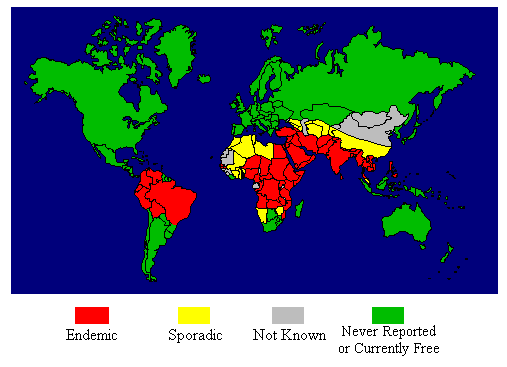 Endemic
Sporadic
Not Known
Never Reported
or Currently Free